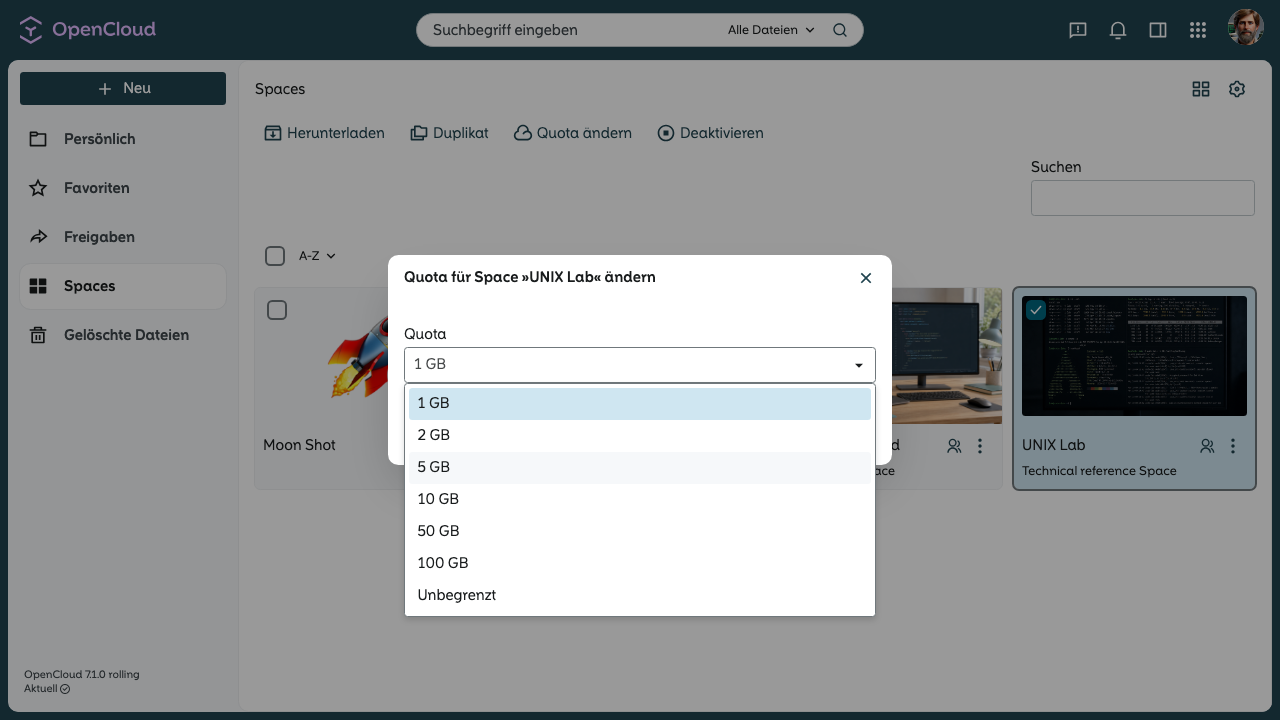 OpenCloud
Suchbegriff eingeben
Alle Dateien
Neu
Persönlich
Favoriten
Freigaben
Spaces
Gelöschte Dateien
OpenCloud 7.1.0 rolling
Aktuell
Spaces
Herunterladen
Duplikat
Quota ändern
Deaktivieren
Suchen
A-Z
Moon Shot
UNIX Lab
Technical reference Space
Quota für Space »UNIX Lab« ändern
Quota
1 GB
1 GB
2 GB
5 GB
10 GB
50 GB
100 GB
Unbegrenzt